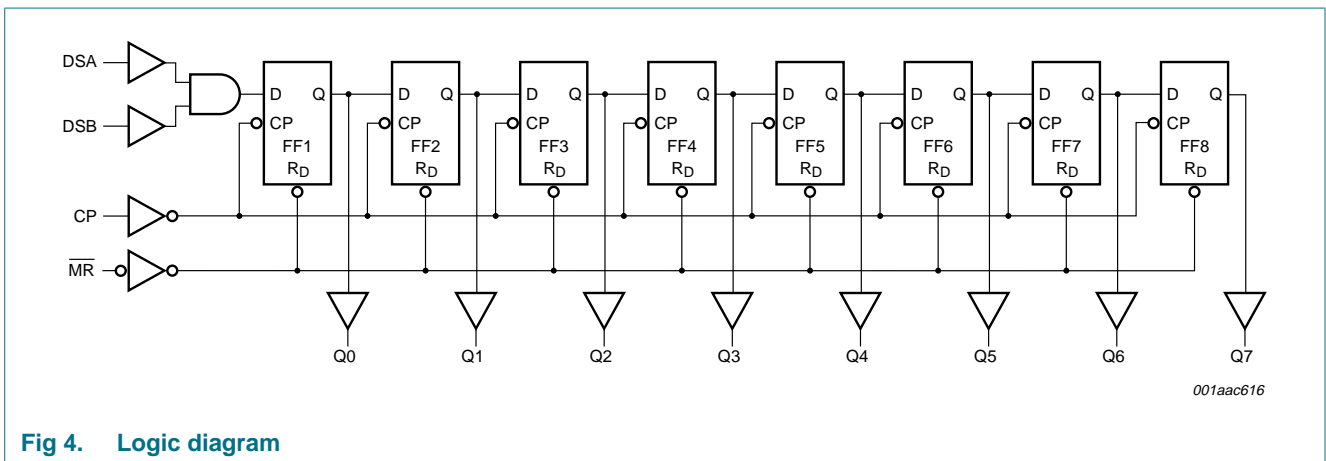 DSA
D Q D Q D Q D Q D Q D Q D Q D Q
DSB
CP CP CP CP CP CP CP CP
FF1 FF2 FF3 FF4 FF5 FF6 FF7 FF8
RD RD RD RD RD RD RD RD
CP
MR
Q0 Q1 Q2 Q3 Q4 Q5 Q6 Q7
001aac616
Fig 4. Logic diagram